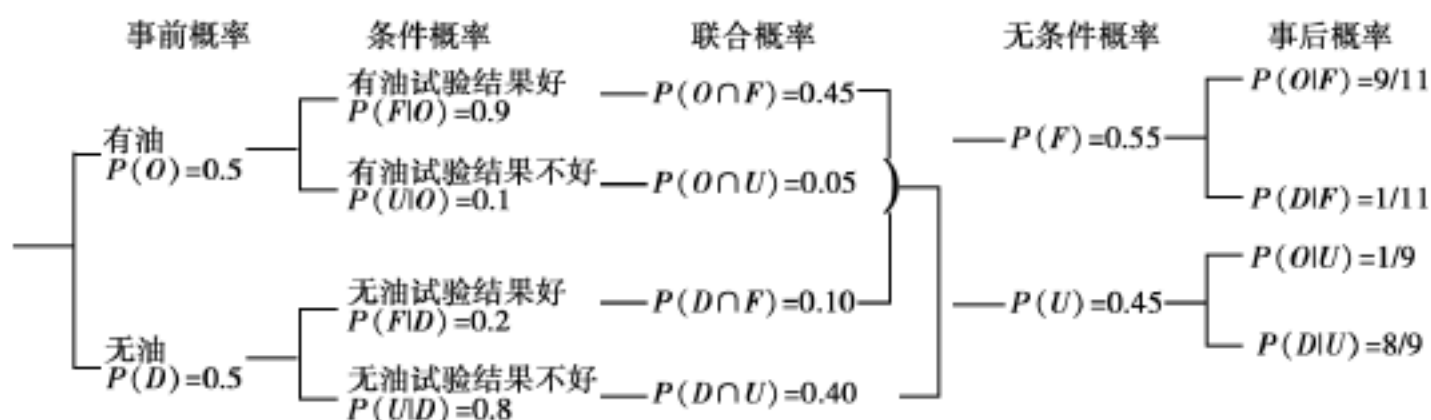 事前概率 条件概率 联合概率 无条件概率 事后概率
有油试验结果好
P(F|O)=0.9
P(O∩F)=0.45
P(O|F)=9/11
有油
P(O)=0.5
P(F)=0.55
有油试验结果不好
P(U|O)=0.1
P(O∩U)=0.05
P(D|F)=1/11
无油试验结果好
P(F|D)=0.2
P(D∩F)=0.10
P(O|U)=1/9
P(U)=0.45
无油
P(D)=0.5
P(D|U)=8/9
无油试验结果不好
P(U|D)=0.8
P(D∩U)=0.40